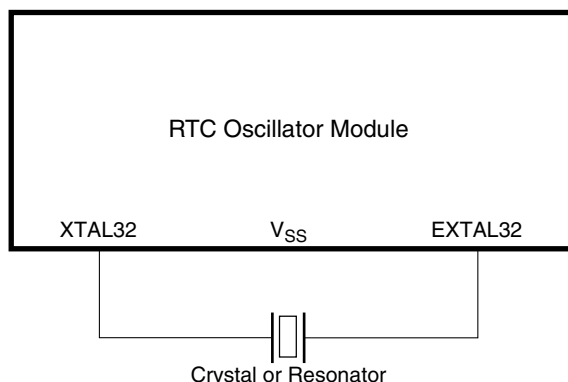 RTC Oscillator Module
XTAL32 VSS EXTAL32
Crystal or Resonator